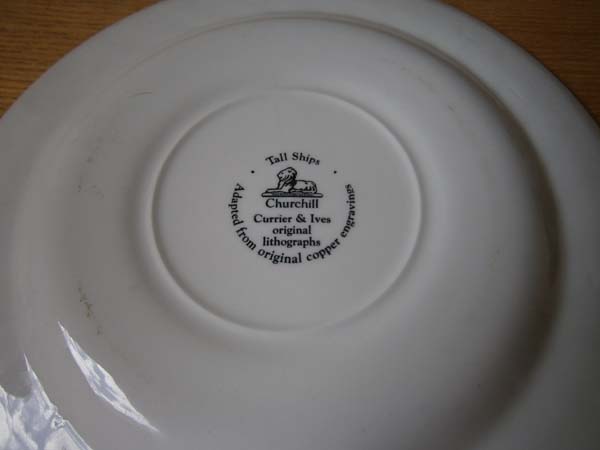 Tall Ships
Churchill
Currier & Ives
original
lithographs
Adapted from original copper engravings